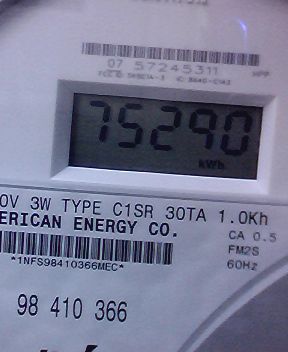 07 57245311 HPP
75290
kWh
0V 3W TYPE C1SR 30TA 1.0Kh
ERICAN ENERGY CO.
CA 0.5
FM2S
*1NFS98410366MEC*
60Hz
98 410 366